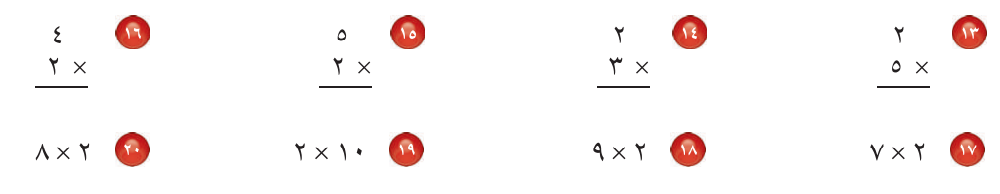 ١٣ ٢
× ٥
١٤ ٢
× ٣
١٥ ٥
× ٢
١٦ ٤
× ٢
١٧ ٢ × ٧
١٨ ٢ × ٩
١٩ ١٠ × ٢
٢٠ ٢ × ٨